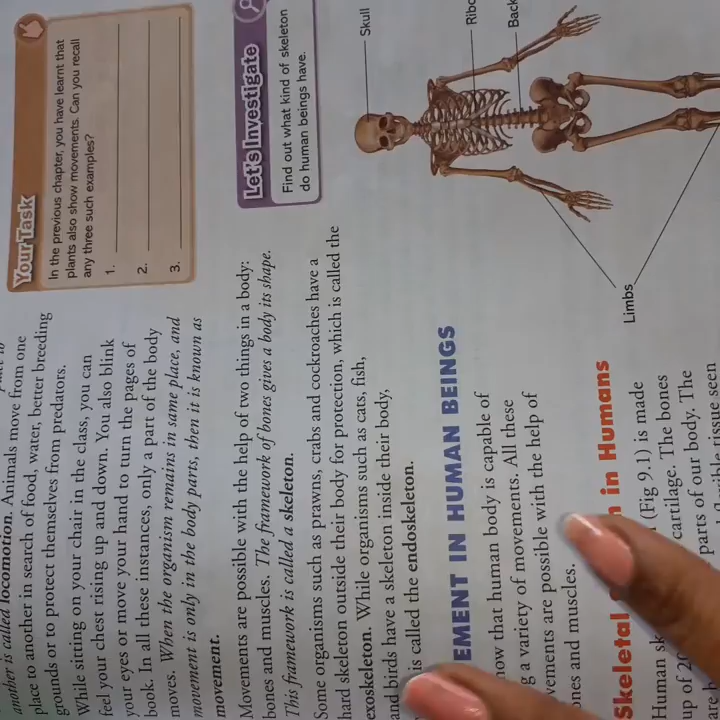 another is called locomotion. Animals move from one
place to another in search of food, water, better breeding
grounds or to protect themselves from predators.
While sitting on your chair in the class, you can
feel your chest rising up and down. You also blink
your eyes or move your hand to turn the pages of
book. In all these instances, only a part of the body
moves. When the organism remains in same place, and
movement is only in the body parts, then it is known as
movement.
Your Task
In the previous chapter, you have learnt that
plants also show movements. Can you recall
any three such examples?
1.
2.
3.
Movements are possible with the help of two things in a body:
bones and muscles. The framework of bones gives a body its shape.
This framework is called a skeleton.
Some organisms such as prawns, crabs and cockroaches have a
hard skeleton outside their body for protection, which is called the
exoskeleton. While organisms such as cats, fish,
and birds have a skeleton inside their body,
is called the endoskeleton.
Let's Investigate
Find out what kind of skeleton
do human beings have.
EMENT IN HUMAN BEINGS
now that human body is capable of
g a variety of movements. All these
vements are possible with the help of
ones and muscles.
Skeletal in Humans
Human sk (Fig 9.1) is made
up of 20 cartilage. The bones
parts of our body. The
tissue seen
Skull
Ribc
Back
Limbs